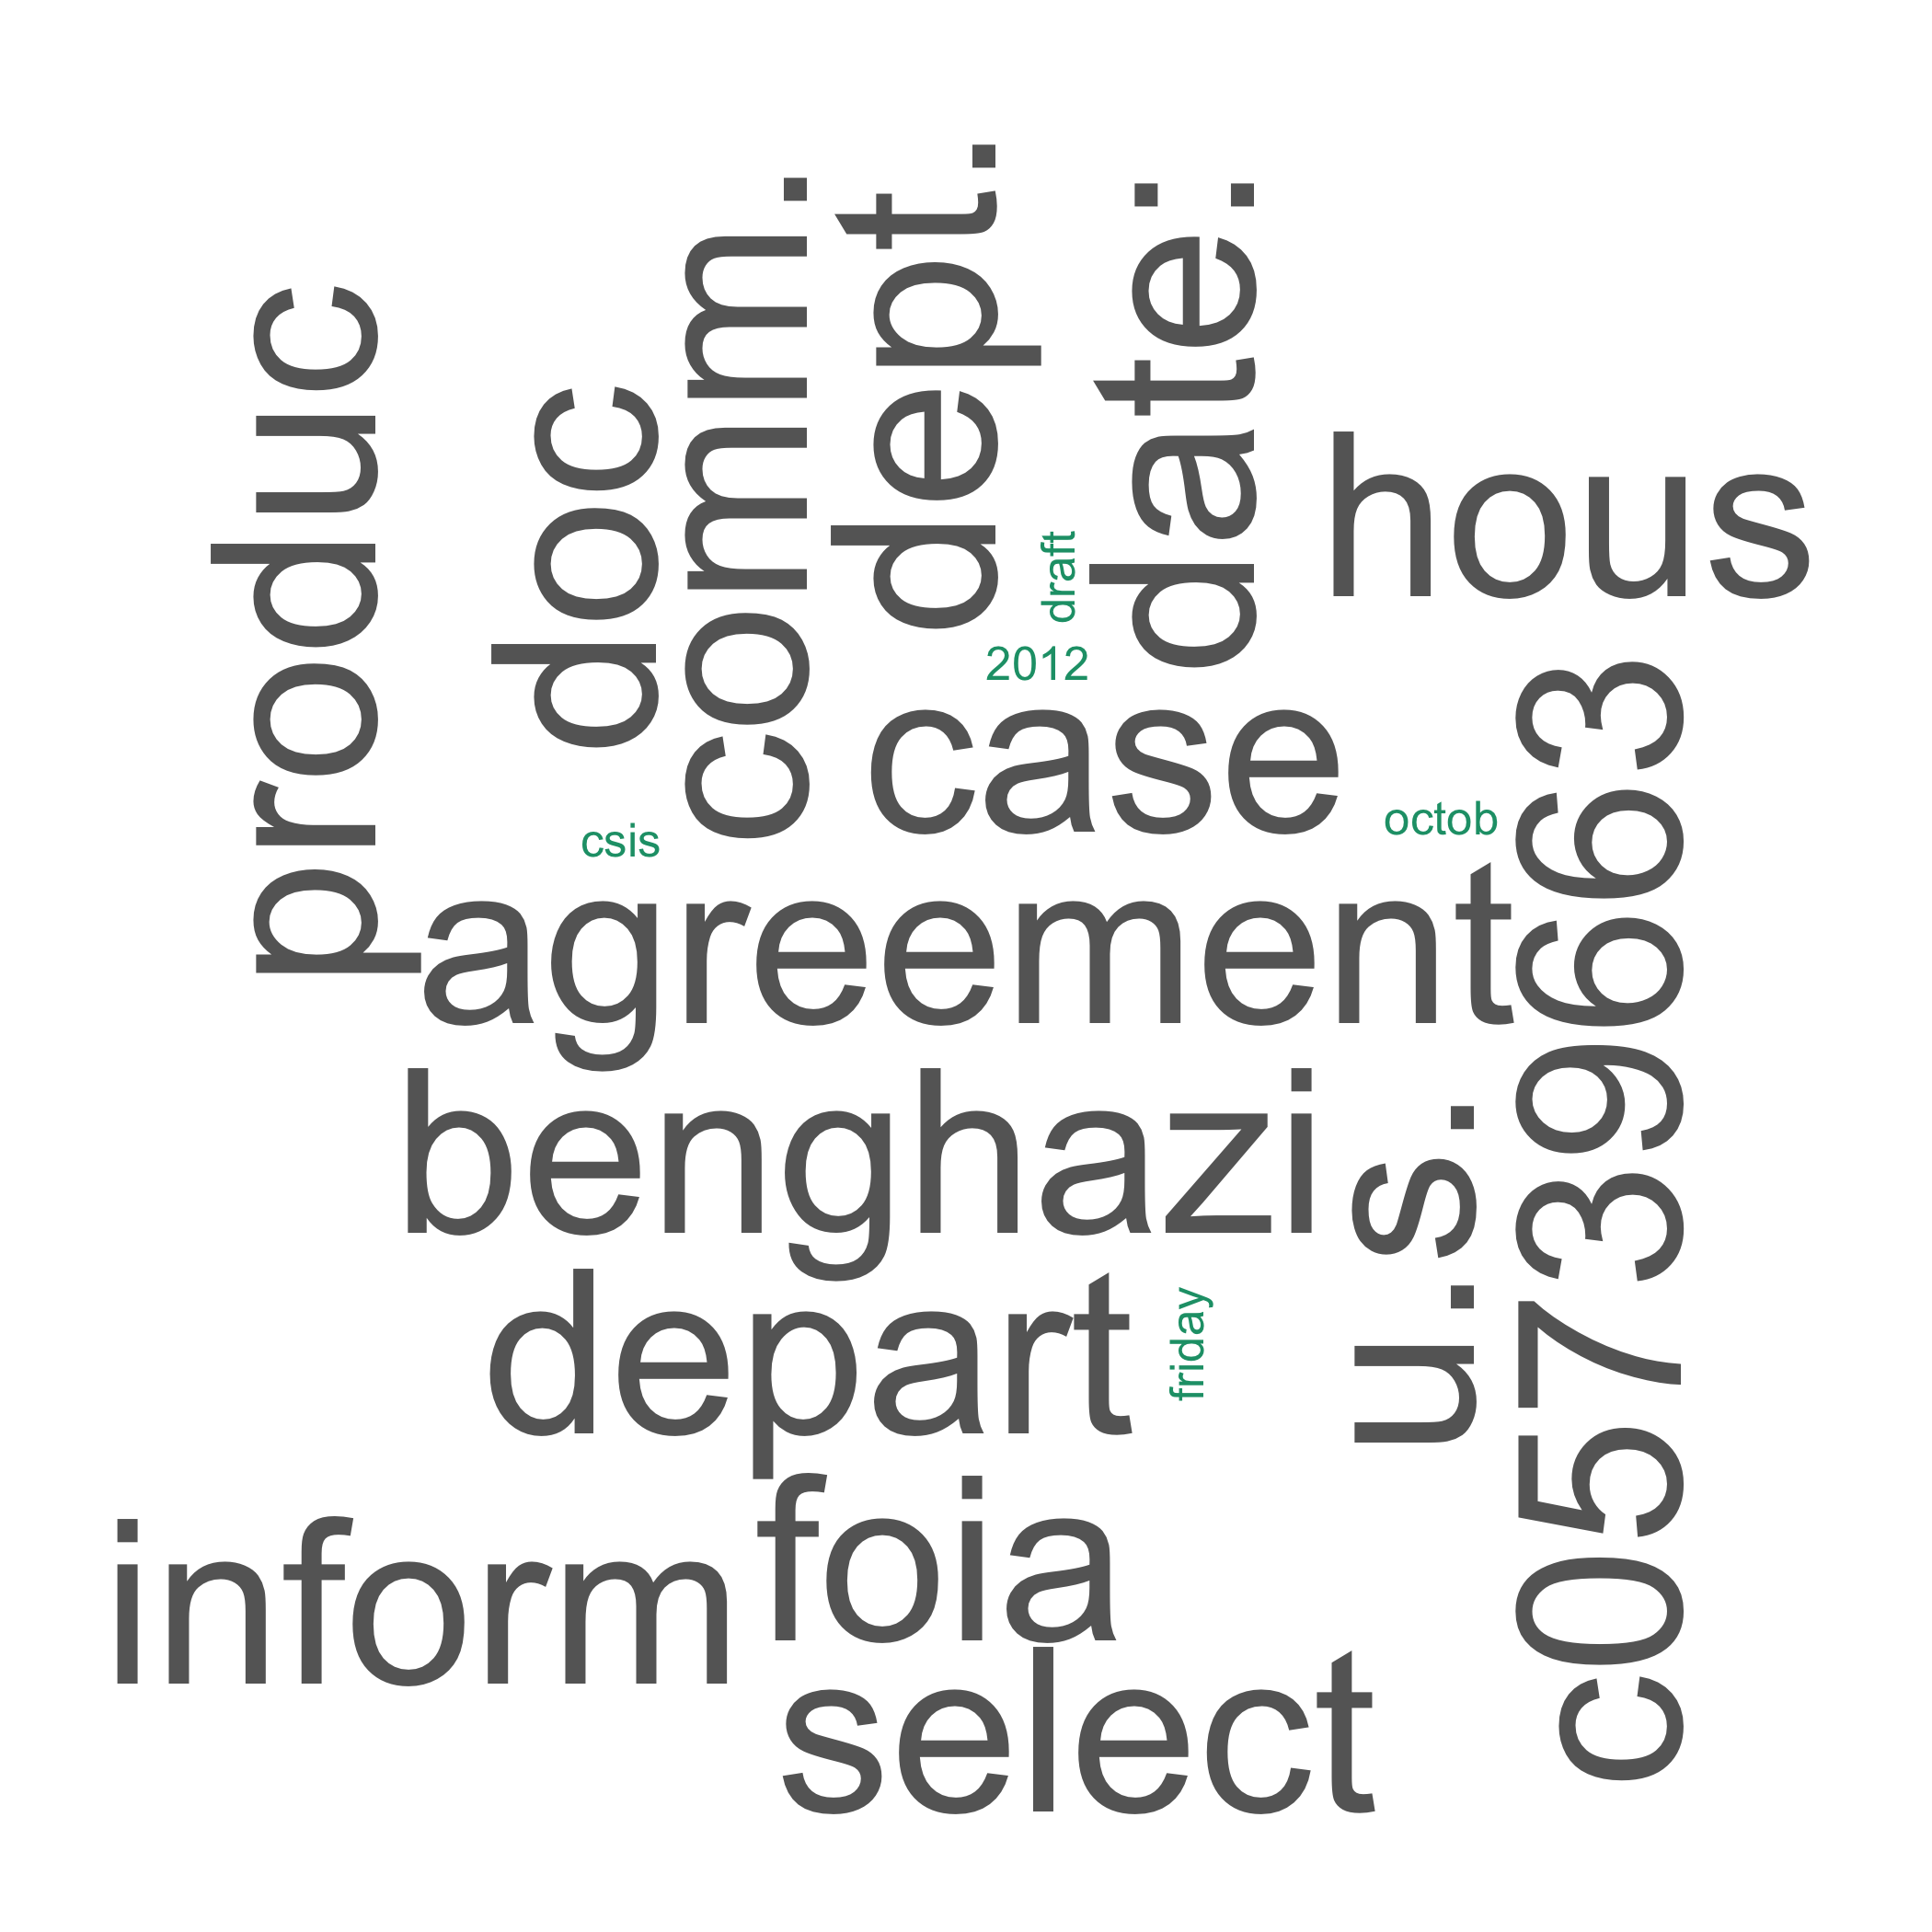 produc
doc
comm.
dept.
date:
hous
draft
2012
case
csis
octob
agreement
c05739663
benghazi
u.s.
depart
friday
foia
inform
select